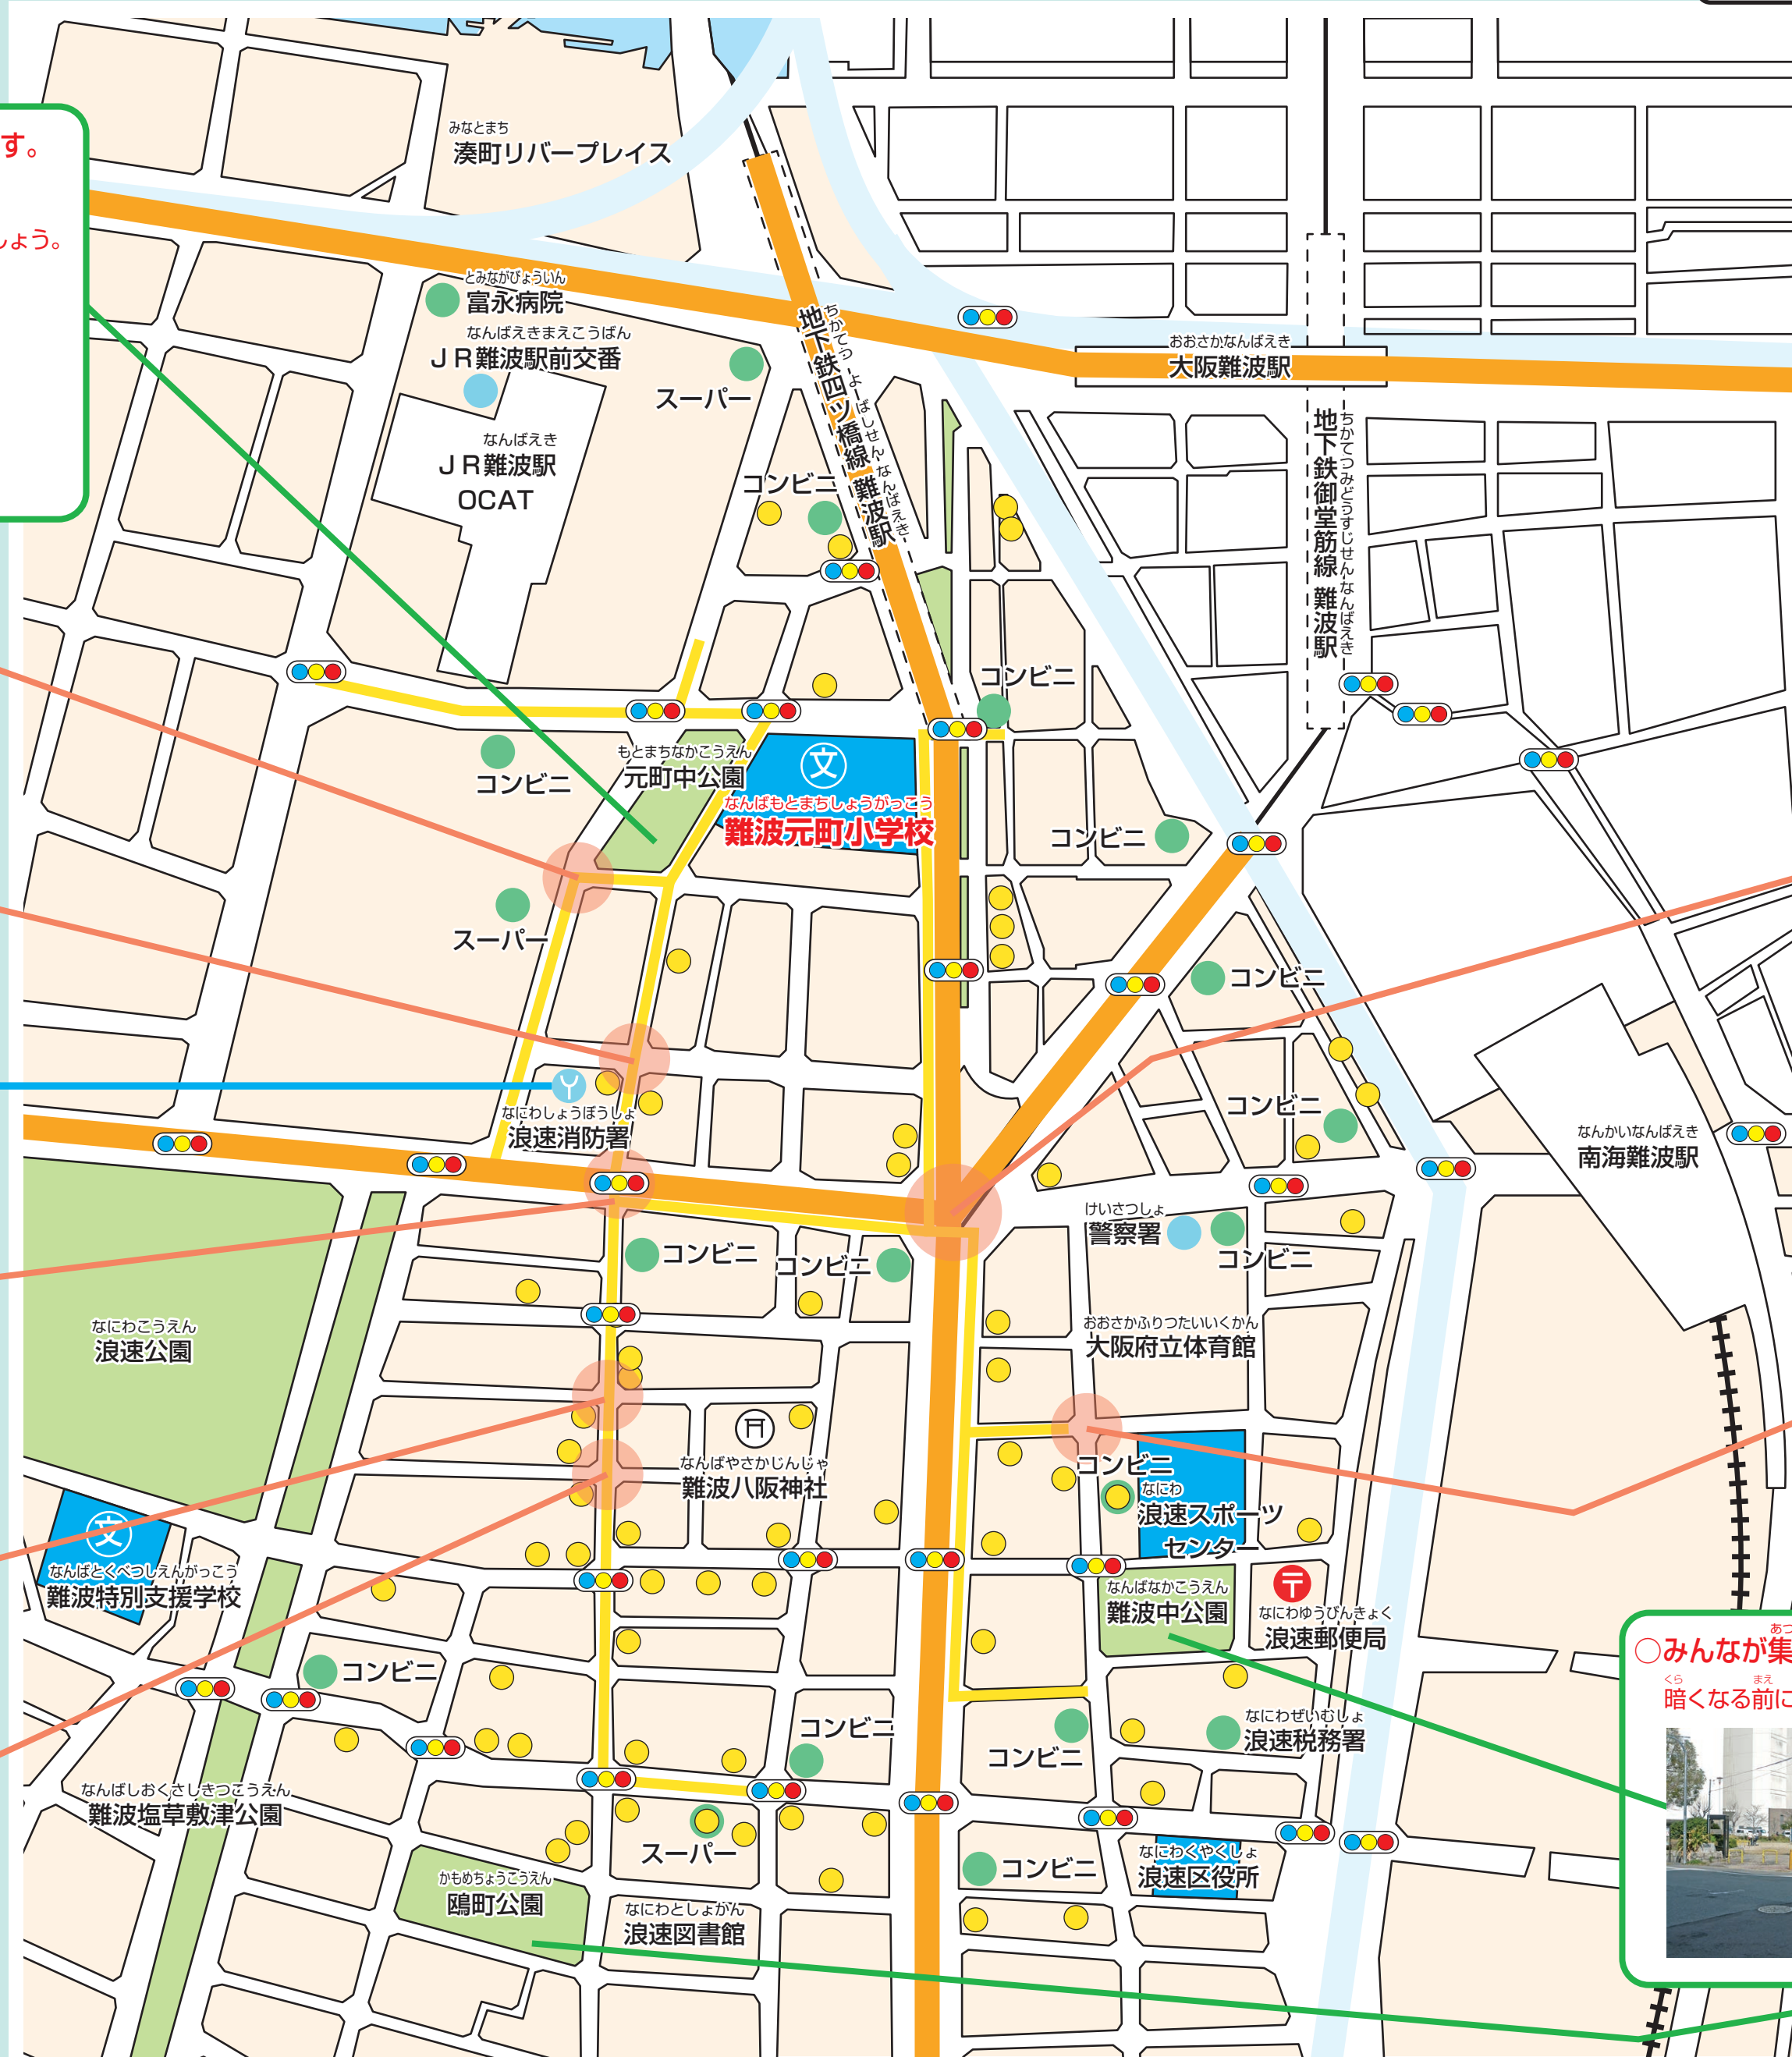 す。
しょう。
みなとまち
湊町リバープレイス
とみながびょういん
富永病院
なんばえきまえこうばん
ＪＲ難波駅前交番
スーパー
なんばえき
ＪＲ難波駅
OCAT
コンビニ
ちかてつ よばしせん なんばえき
地下鉄四ツ橋線 難波駅
おおさかなんばえき
大阪難波駅
ちかてつみどうすじせん なんばえき
地下鉄御堂筋線 難波駅
コンビニ
もとまちなかこうえん
元町中公園
コンビニ
文
なんばもとまちしょうがっこう
難波元町小学校
コンビニ
スーパー
コンビニ
なにわしょうぼうしょ
浪速消防署
コンビニ
なんかいなんばえき
南海難波駅
けいさつしょ
警察署
コンビニ
コンビニ
コンビニ
なにわこうえん
浪速公園
おおさかふりつたいいくかん
大阪府立体育館
なんばやさかじんじゃ
難波八阪神社
コンビニ
なにわ
浪速スポーツ
センター
文
なんばとくべつしえんがっこう
難波特別支援学校
なんばなかこうえん
難波中公園
〒
なにわゆうびんきょく
浪速郵便局
コンビニ
あつ
○みんなが集
くら まえ
暗くなる前に
コンビニ
なにわぜいむしょ
浪速税務署
コンビニ
なんばしおくさしきつこうえん
難波塩草敷津公園
スーパー
コンビニ
なにわくやくしょ
浪速区役所
かもめちょうこうえん
鴎町公園
なにわとしょかん
浪速図書館